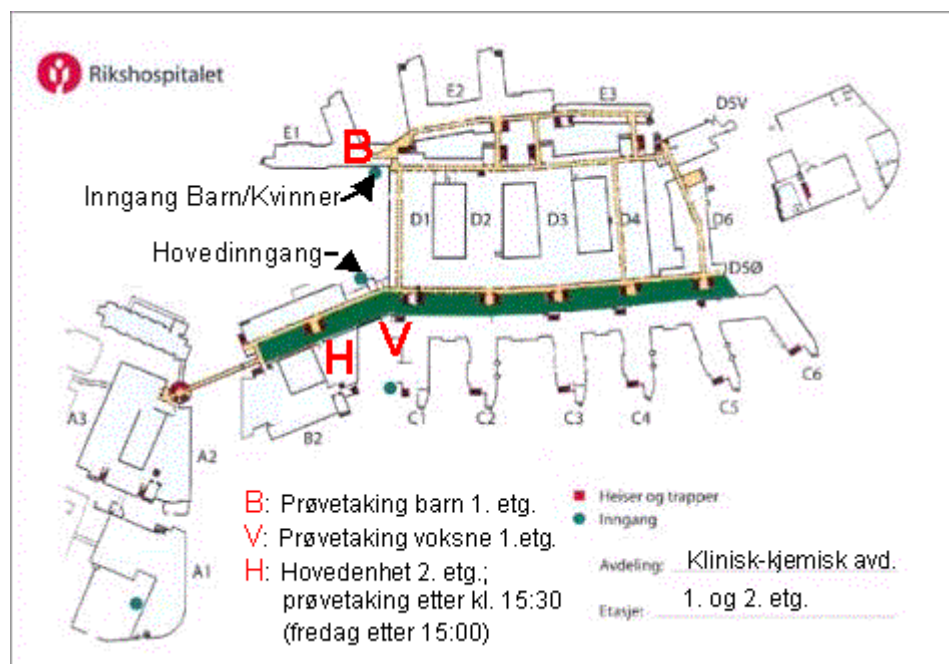 Rikshospitalet
E2
E3
D5V
E1
B
Inngang Barn/Kvinner
D1
D2
D3
D4
D6
Hovedinngang
D5Ø
V
H
C6
A3
A2
B2
C1
C2
C3
C4
C5
A1
B: Prøvetaking barn 1. etg.
V: Prøvetaking voksne 1.etg.
H: Hovedenhet 2. etg.;
prøvetaking etter kl. 15:30
(fredag etter 15:00)
Heiser og trapper
Inngang
Avdeling: Klinisk-kjemisk avd.
Etasje: 1. og 2. etg.